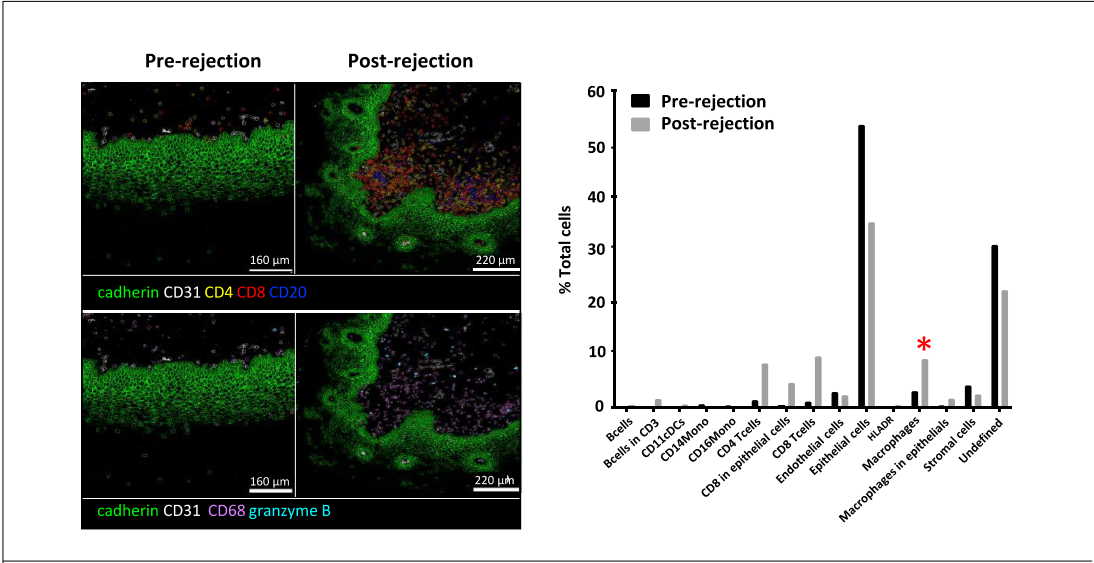 Pre-rejection
Post-rejection
160 µm
220 µm
cadherin CD31 CD4 CD8 CD20
160 µm
220 µm
cadherin CD31 CD68 granzyme B
% Total cells
60
50
40
30
20
10
0
Pre-rejection
Post-rejection
*
Bcells
Bcells in CD3
CD11cDCs
CD14Mono
CD16Mono
CD4 Tcells
CD8 in epithelial cells
CD8 Tcells
Endothelial cells
Epithelial cells
HLADR
Macrophages
Macrophages in epithelials
Stromal cells
Undefined